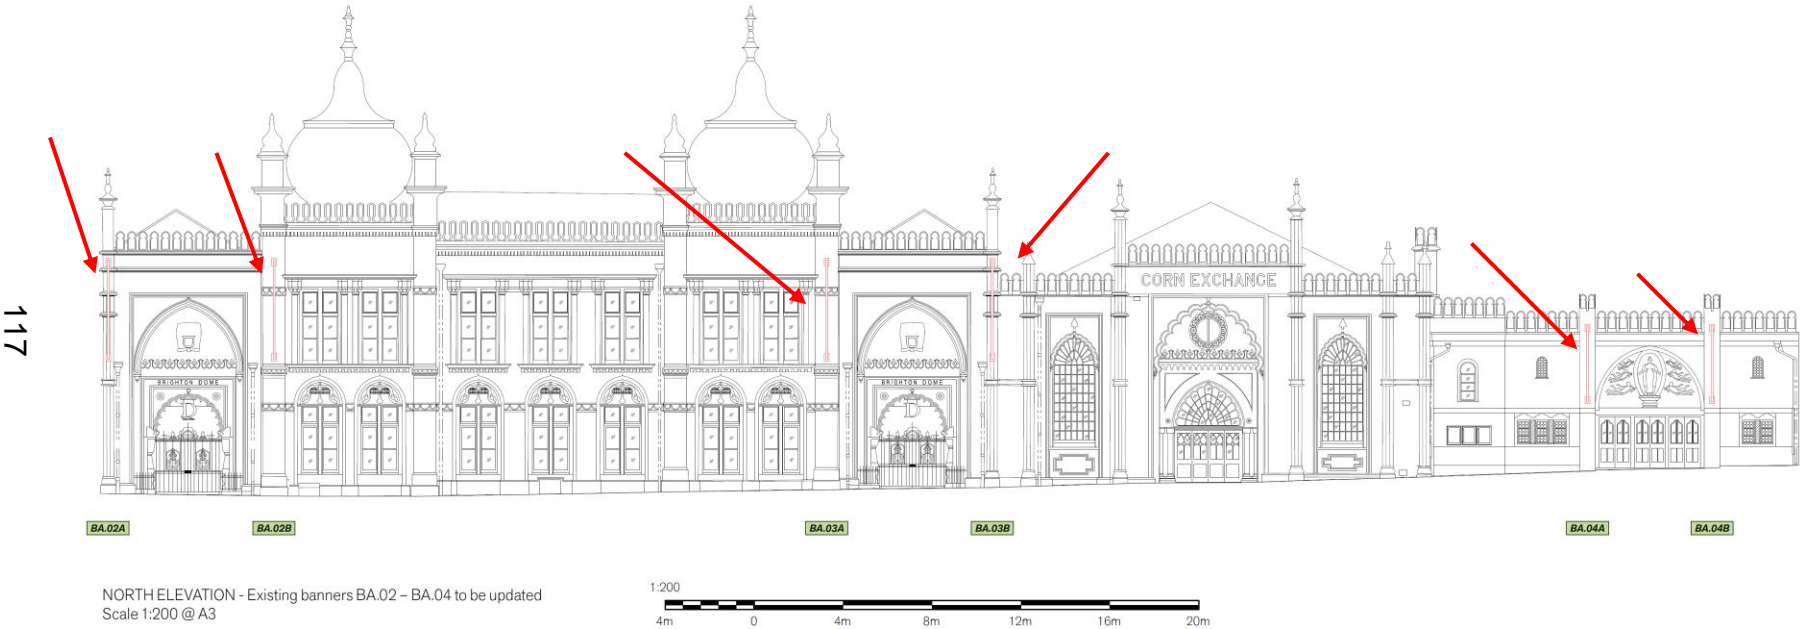 CORN EXCHANGE
BRIGHTON DOME
D
BRIGHTON DOME
D
117
BA.02A BA.02B BA.03A BA.03B BA.04A BA.04B
NORTH ELEVATION - Existing banners BA.02 – BA.04 to be updated
Scale 1:200 @ A3
1:200
4m 0 4m 8m 12m 16m 20m